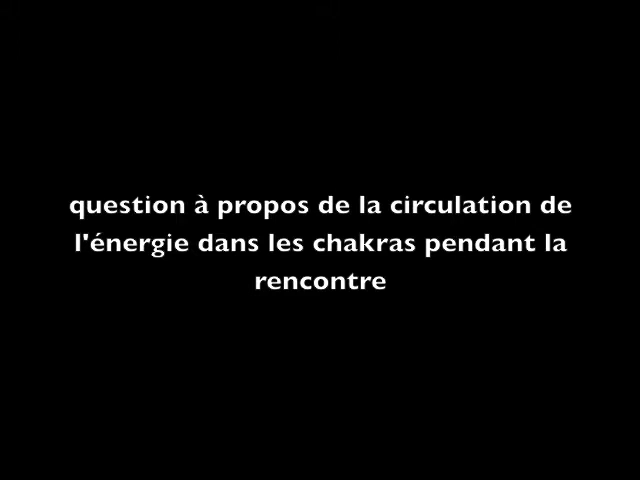 question à propos de la circulation de
l'énergie dans les chakras pendant la
rencontre